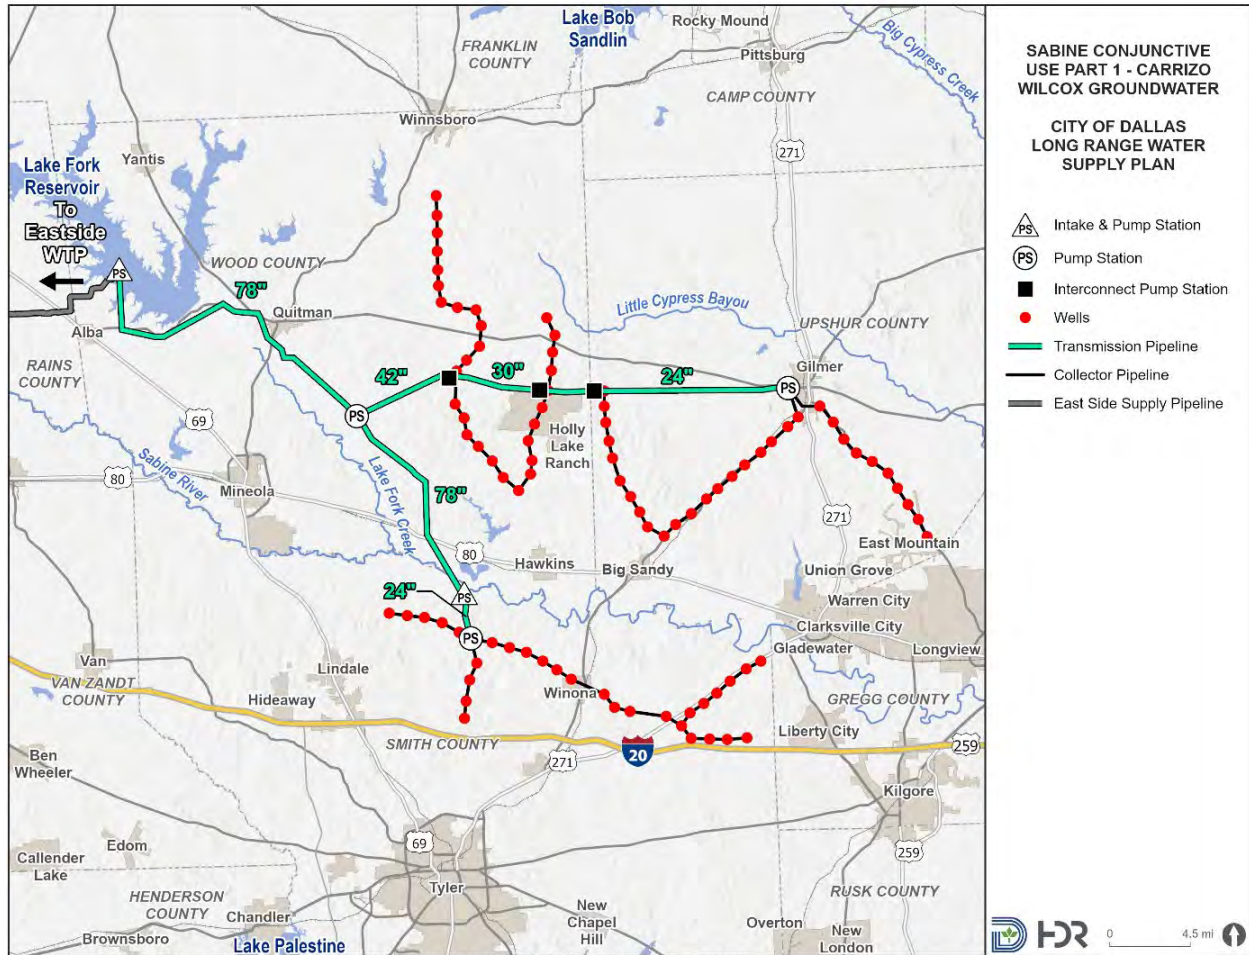 Lake Bob
Sandlin
Rocky Mound
Pittsburg
Big Cypress Creek
FRANKLIN
COUNTY
CAMP COUNTY
Winnsboro
271
Yantis
Lake Fork
Reservoir
To
Eastside
WTP
PS
WOOD COUNTY
78"
Quitman
Alba
RAINS
COUNTY
Little Cypress Bayou
UPSHUR COUNTY
Gilmer
42"
30"
24"
PS
PS
Holly
Lake
Ranch
69
Sabine River
80
Mineola
Lake Fork Creek
78"
80
Hawkins
Big Sandy
271
East Mountain
Union Grove
Warren City
Clarksville City
Gladewater
Longview
24"
PS
PS
Van
VAN ZANDT
COUNTY
Lindale
Hideaway
Winona
GREGG COUNTY
Liberty City
SMITH COUNTY
20
271
259
Ben
Wheeler
Kilgore
259
69
Edom
Callender
Lake
Tyler
HENDERSON
COUNTY
Chandler
Brownsboro
Lake Palestine
New
Chapel
Hill
RUSK COUNTY
Overton
New
London
SABINE CONJUNCTIVE
USE PART 1 - CARRIZO
WILCOX GROUNDWATER
CITY OF DALLAS
LONG RANGE WATER
SUPPLY PLAN
PS Intake & Pump Station
PS Pump Station
Interconnect Pump Station
Wells
Transmission Pipeline
Collector Pipeline
East Side Supply Pipeline
HDR
0 4.5 mi